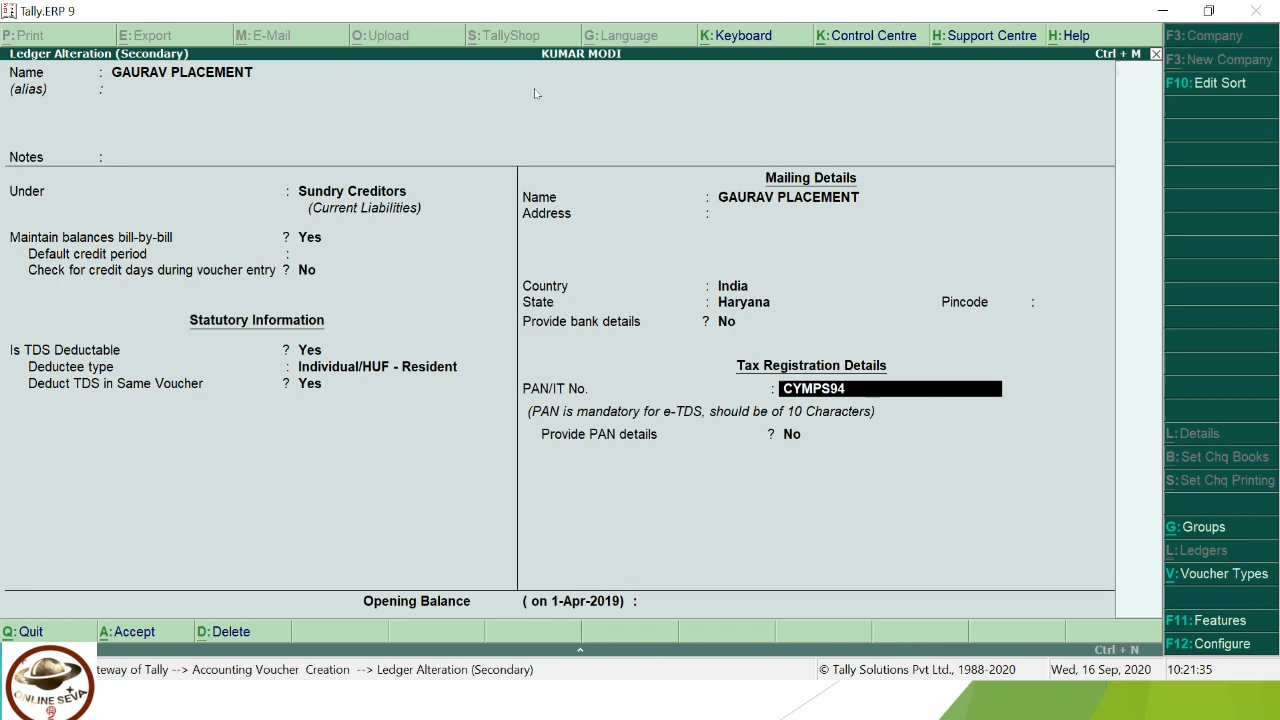 Tally.ERP 9
P: Print E: Export M: E-Mail O: Upload S: TallyShop G: Language K: Keyboard K: Control Centre H: Support Centre H: Help
F3: Company
Ledger Alteration (Secondary) KUMAR MODI Ctrl + M
F3: New Company
Name : GAURAV PLACEMENT
F10: Edit Sort
(alias) :
Notes :
Mailing Details
Under : Sundry Creditors
(Current Liabilities)
Name : GAURAV PLACEMENT
Address :
Maintain balances bill-by-bill ? Yes
Default credit period :
Check for credit days during voucher entry ? No
Country : India
State : Haryana Pincode :
Provide bank details ? No
Statutory Information
Is TDS Deductable ? Yes
Deductee type : Individual/HUF - Resident
Deduct TDS in Same Voucher ? Yes
Tax Registration Details
PAN/IT No. : CYMPS94
(PAN is mandatory for e-TDS, should be of 10 Characters)
Provide PAN details ? No
L: Details
B: Set Chq Books
S: Set Chq Printing
G: Groups
L: Ledgers
V: Voucher Types
Opening Balance ( on 1-Apr-2019) :
F11: Features
Q: Quit A: Accept D: Delete
F12: Configure
Ctrl + N
teway of Tally --> Accounting Voucher Creation --> Ledger Alteration (Secondary) © Tally Solutions Pvt Ltd., 1988-2020 Wed, 16 Sep, 2020 10:21:35
ONLINE SEVA